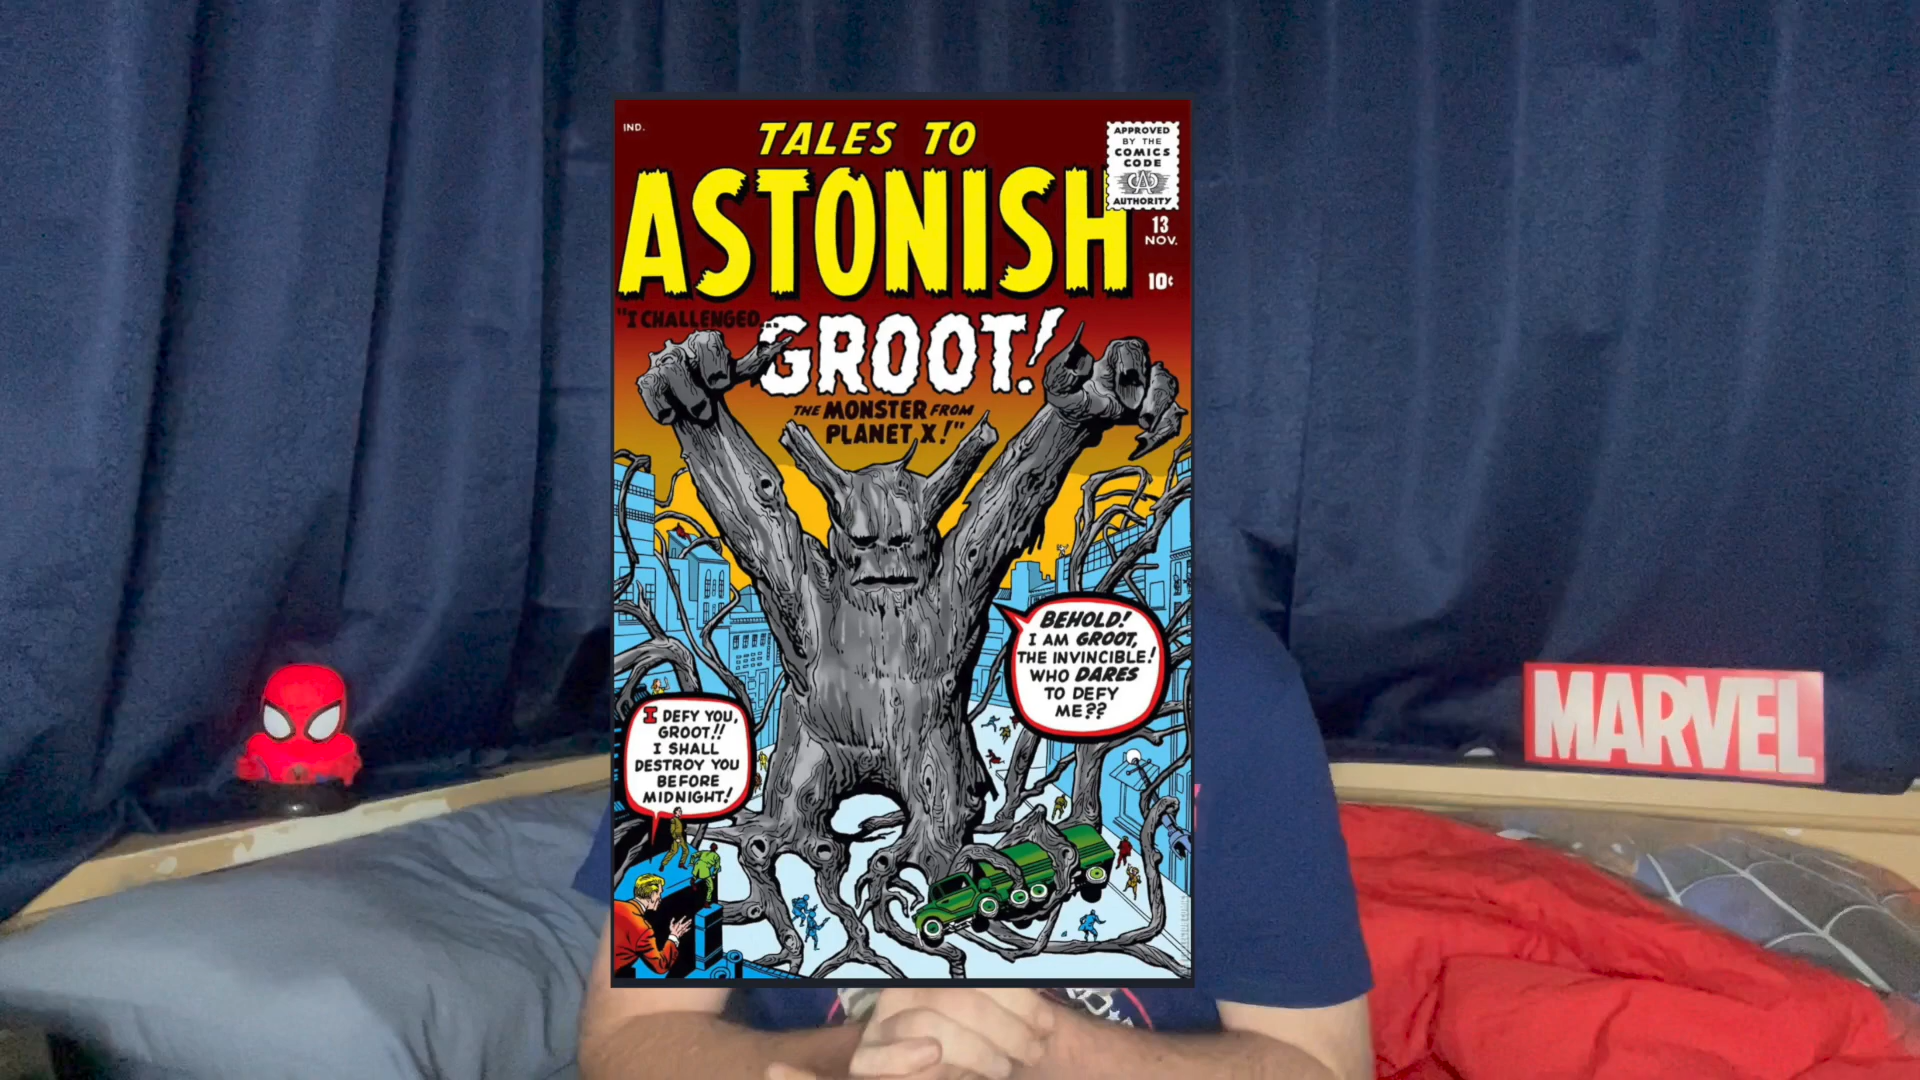 IND.
TALES TO
ASTONISH
APPROVED
BY THE
COMICS
CODE
CA
AUTHORITY
13
NOV.
10¢
"I CHALLENGED...
GROOT!
THE MONSTER FROM
PLANET X!"
BEHOLD!
I AM GROOT,
THE INVINCIBLE!
WHO DARES
TO DEFY
ME??
I DEFY YOU,
GROOT!!
I SHALL
DESTROY YOU
BEFORE
MIDNIGHT!
MARVEL